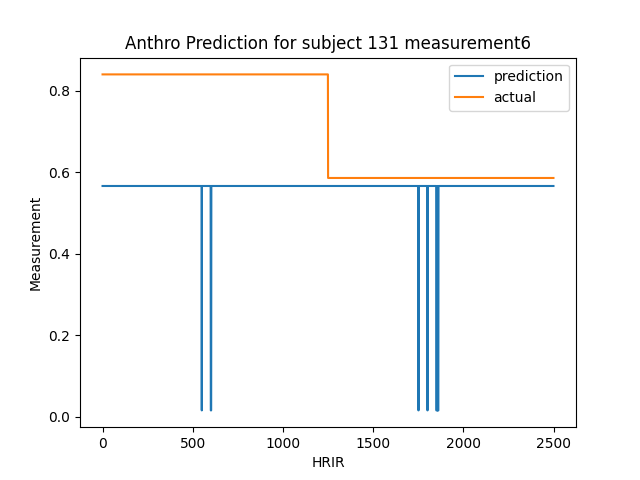 Anthro Prediction for subject 131 measurement6
prediction
actual
Measurement
0.8
0.6
0.4
0.2
0.0
0 500 1000 1500 2000 2500
HRIR